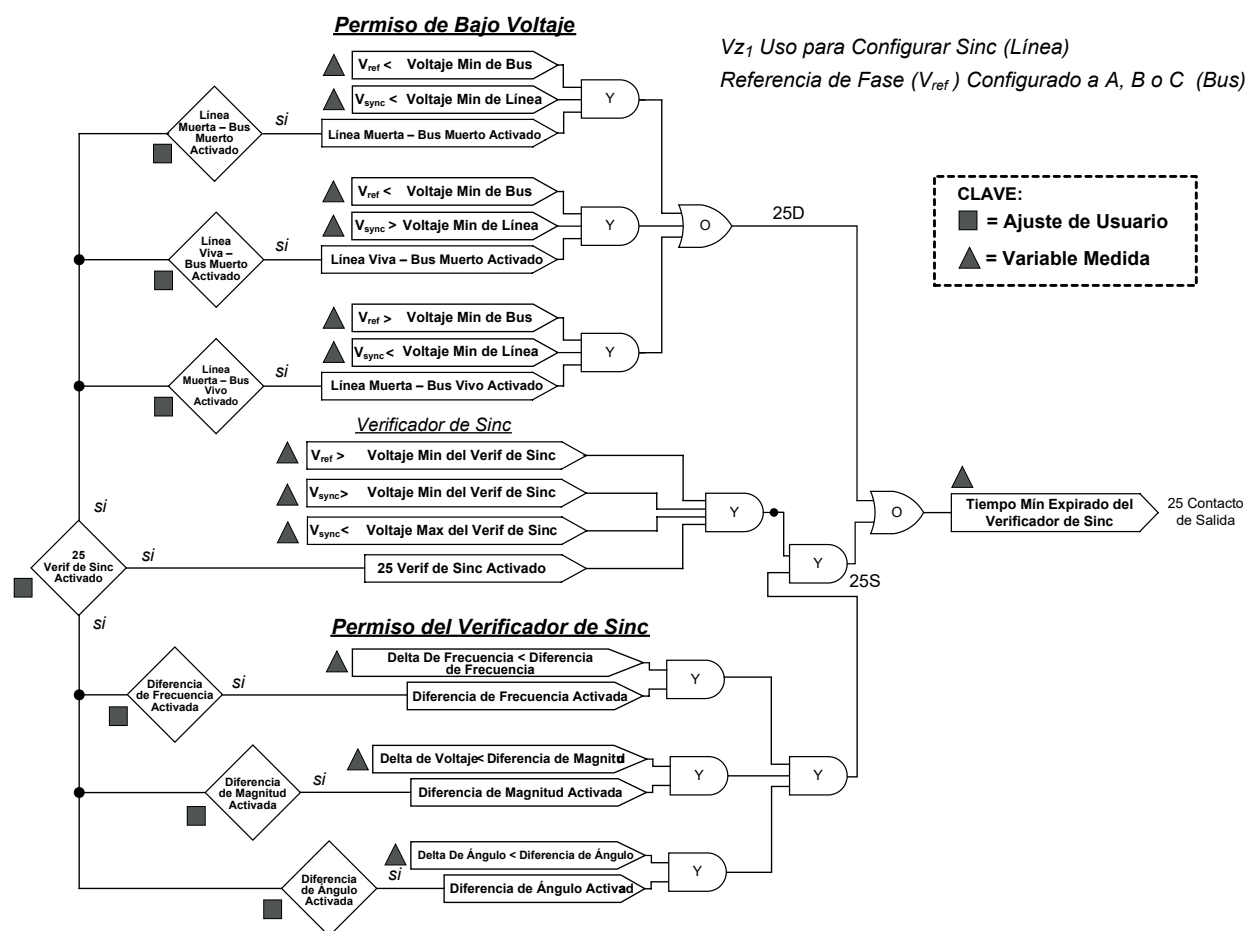 Permiso de Bajo Voltaje
Vz1 Uso para Configurar Sinc (Línea)
Referencia de Fase (Vref ) Configurado a A, B o C (Bus)
Vref < Voltaje Min de Bus
Vsync < Voltaje Min de Línea
Línea Muerta – Bus Muerto Activado
Y
Línea
Muerta – Bus
Muerto
Activado
si
Vref < Voltaje Min de Bus
Vsync > Voltaje Min de Línea
Línea Viva – Bus Muerto Activado
Y
Línea
Viva –
Bus Muerto
Activado
si
O
25D
CLAVE:
= Ajuste de Usuario
= Variable Medida
Vref > Voltaje Min de Bus
Vsync < Voltaje Min de Línea
Línea Muerta – Bus Vivo Activado
Y
Línea
Muerta – Bus
Vivo
Activado
si
Verificador de Sinc
Vref > Voltaje Min del Verif de Sinc
Vsync> Voltaje Min del Verif de Sinc
Vsync< Voltaje Max del Verif de Sinc
25 Verif de Sinc Activado
Y
si
25
Verif de Sinc
Activado
si
si
Y
25S
O
Tiempo Mín Expirado del
Verificador de Sinc
25 Contacto
de Salida
Permiso del Verificador de Sinc
Delta De Frecuencia < Diferencia
de Frecuencia
Diferencia de Frecuencia Activada
Y
Diferencia
de Frecuencia
Activada
si
Delta de Voltaje< Diferencia de Magnitud
Diferencia de Magnitud Activada
Y
Y
Diferencia
de Magnitud
Activada
si
Delta De Ángulo < Diferencia de Ángulo
Diferencia de Ángulo Activad
Y
Diferencia
de Ángulo
Activada
si